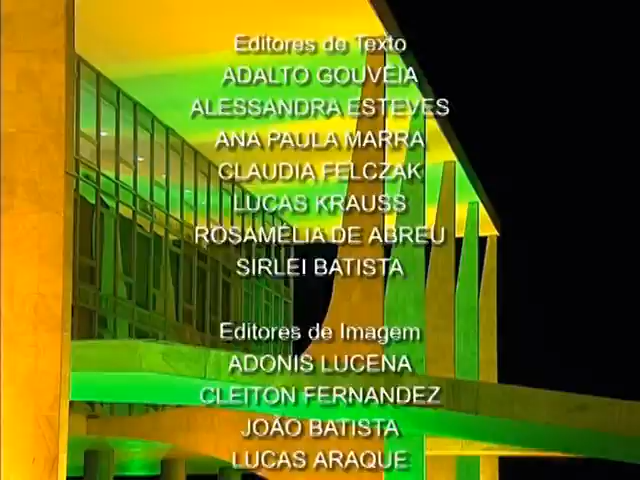 Editores de Texto
ADALTO GOUVEIA
ALESSANDRA ESTEVES
ANA PAULA MARRA
CLAUDIA FELCZAK
LUCAS KRAUSS
ROSAMÉLIA DE ABREU
SIRLEI BATISTA
Editores de Imagem
ADONIS LUCENA
CLEITON FERNANDEZ
JOÃO BATISTA
LUCAS ARAQUE